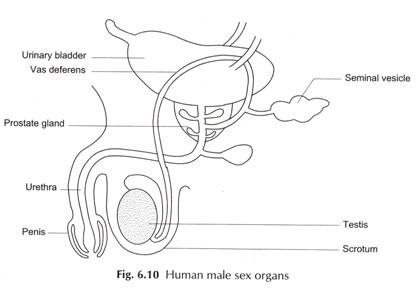 Urinary bladder
Vas deferens
Seminal vesicle
Prostate gland
Urethra
Penis
Testis
Scrotum
Fig. 6.10 Human male sex organs